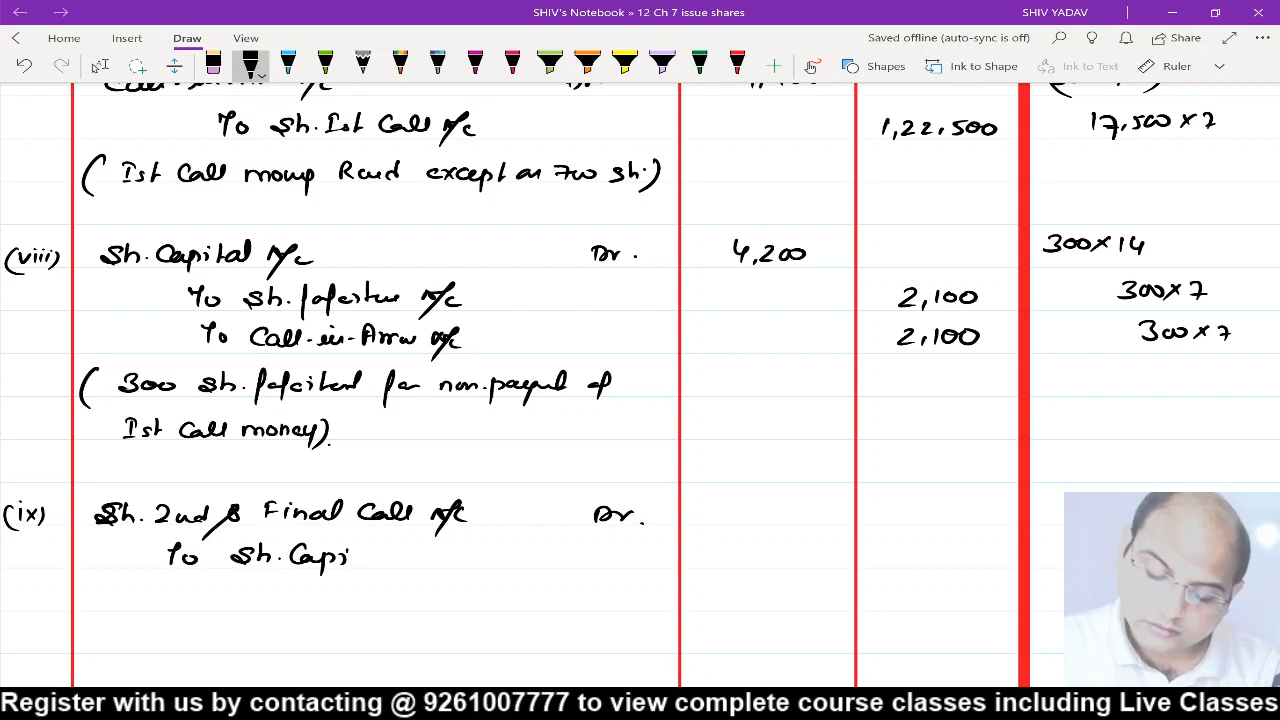 SHIV's Notebook » 12 Ch 7 issue shares
SHIV YADAV
Home Insert Draw View
Saved offline (auto-sync is off)
Share
Shapes Ink to Shape Ink to Text Ruler
To Sh. Ist Call A/c 1,22,500 17,500 × 7
( Ist Call money Recd except on 700 Sh.)
(viii) Sh. Capital A/c Dr. 4,200 300 × 14
To Sh. forfeiture A/c 2,100 300 × 7
To Call-in-Arrear A/c 2,100 300 × 7
( 300 Sh. forfeited for non-payment of
Ist Call money).
(ix) Sh. 2nd & Final Call A/c Dr.
To Sh. Capi
Register with us by contacting @ 9261007777 to view complete course classes including Live Classes